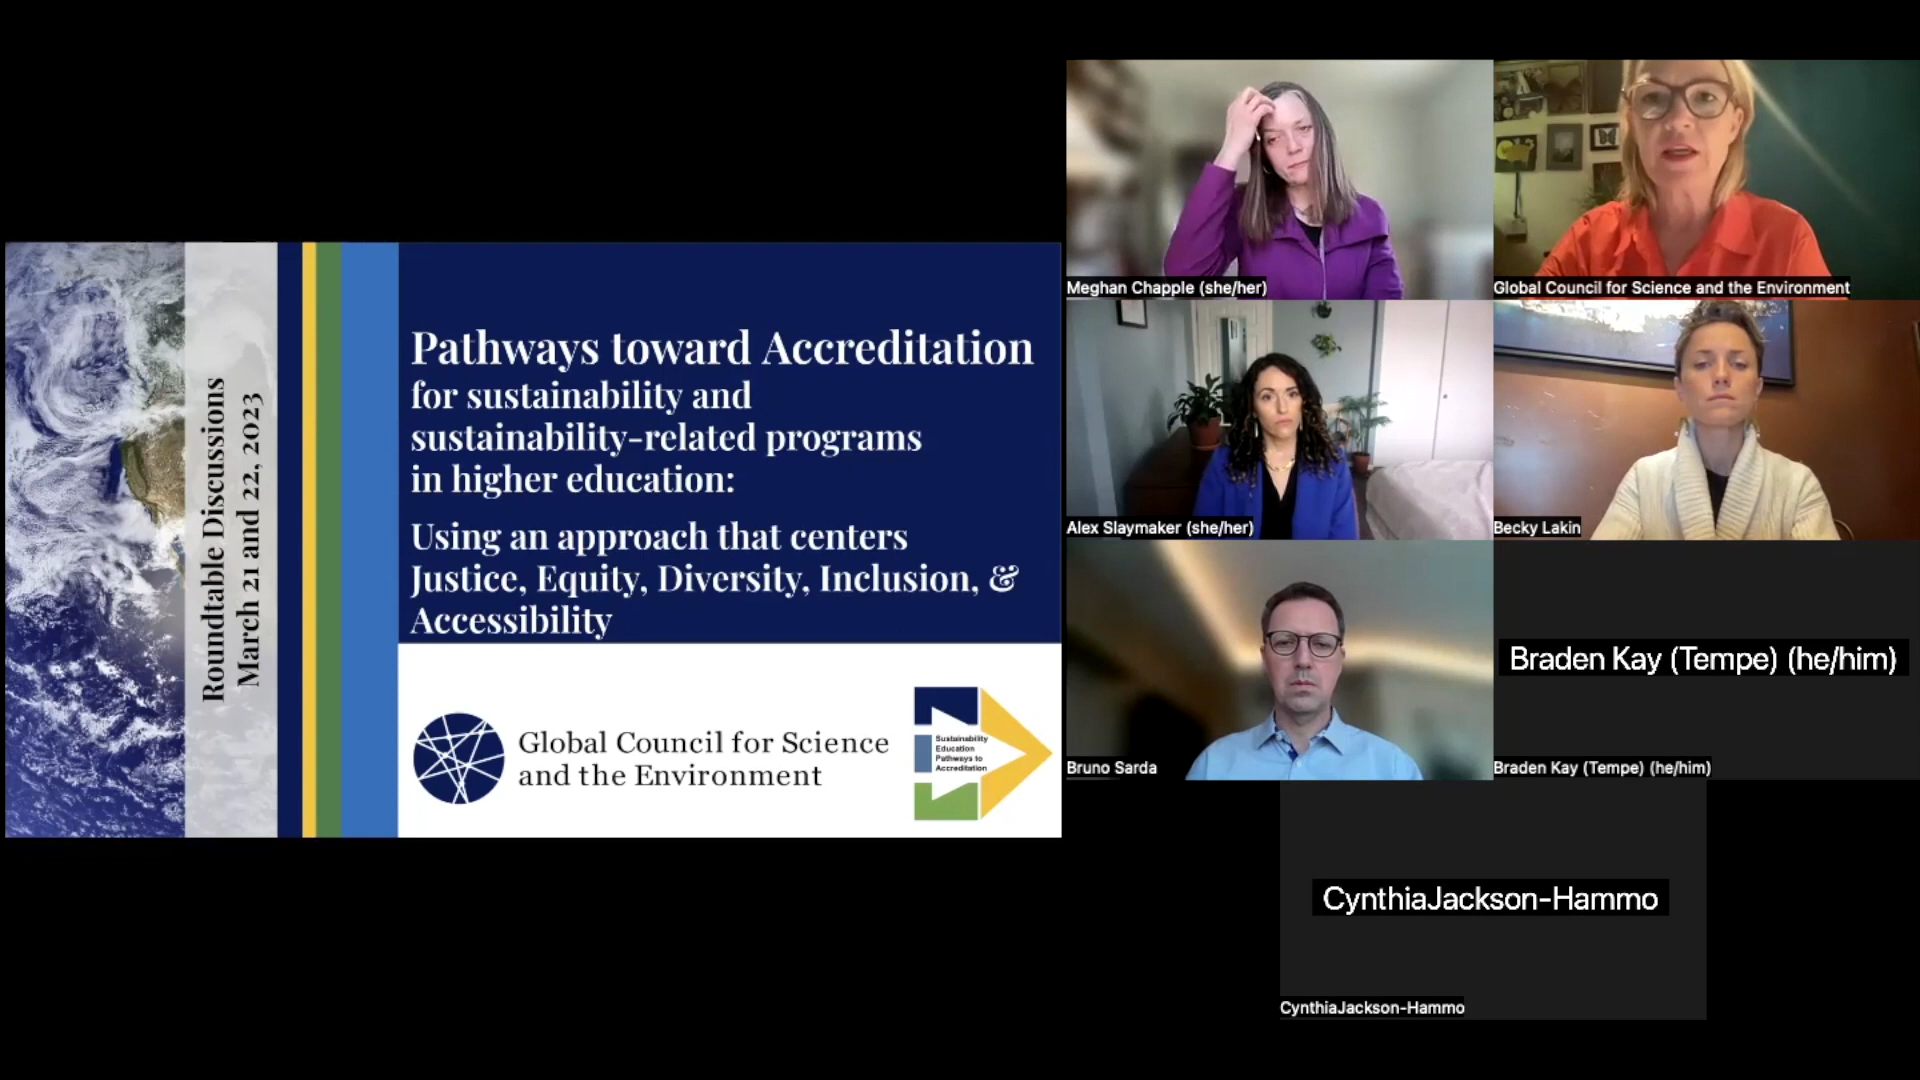 Roundtable Discussions
March 21 and 22, 2023
Pathways toward Accreditation
for sustainability and
sustainability-related programs
in higher education:
Using an approach that centers
Justice, Equity, Diversity, Inclusion, &
Accessibility
Global Council for Science
and the Environment
Sustainability
Education
Pathways to
Accreditation
Meghan Chapple (she/her)
Global Council for Science and the Environment
Alex Slaymaker (she/her)
Becky Lakin
Bruno Sarda
Braden Kay (Tempe) (he/him)
Braden Kay (Tempe) (he/him)
CynthiaJackson-Hammo
CynthiaJackson-Hammo